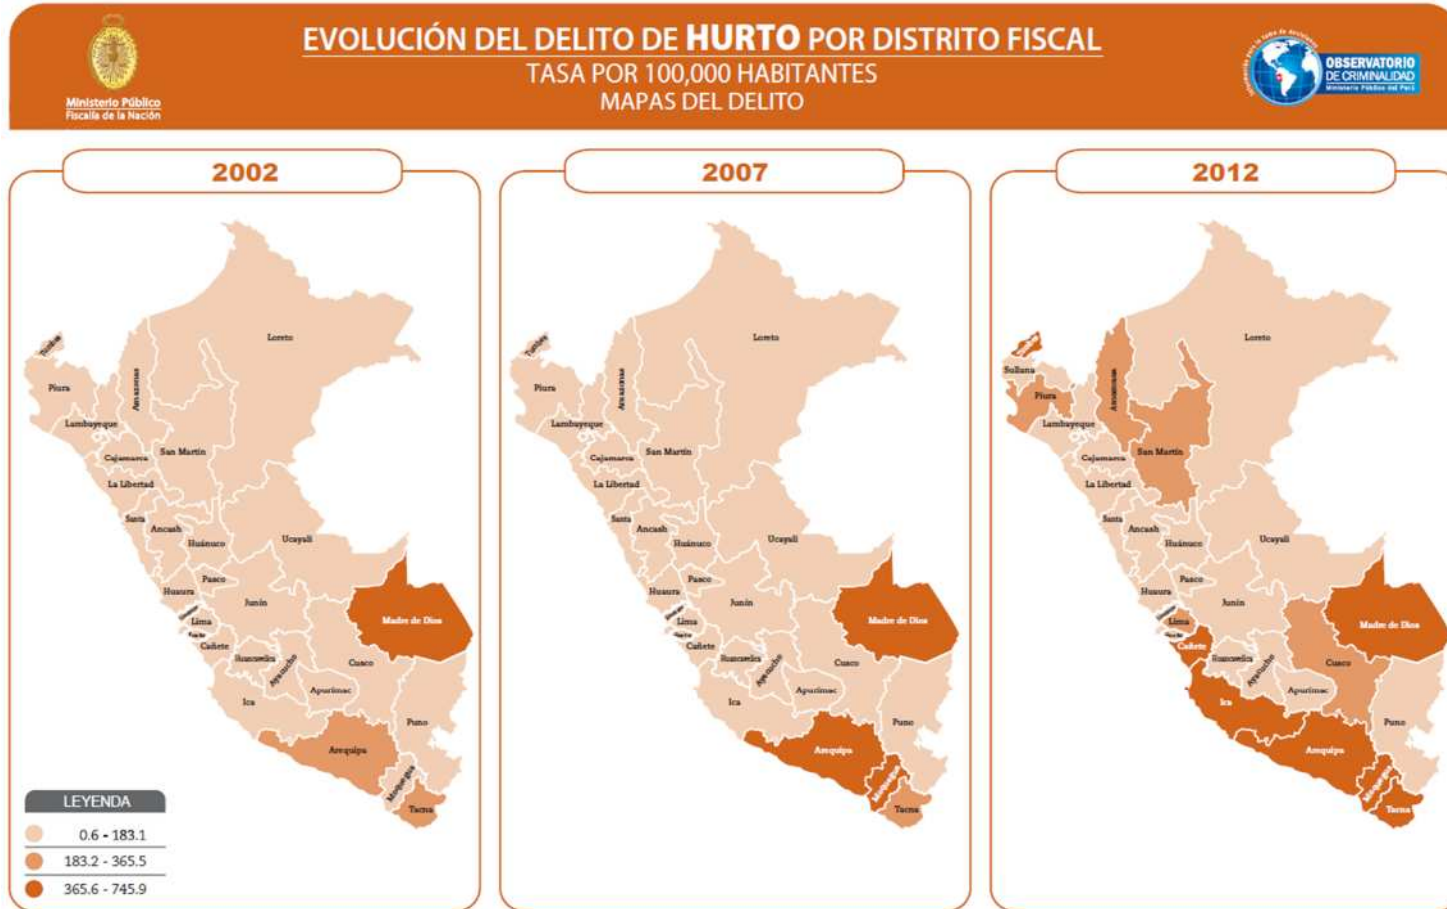 EVOLUCIÓN DEL DELITO DE HURTO POR DISTRITO FISCAL
TASA POR 100,000 HABITANTES
MAPAS DEL DELITO
Ministerio Público
Fiscalía de la Nación
OBSERVATORIO
DE CRIMINALIDAD
Ministerio Público del Perú
2002
Loreto
Tumbes
Piura
Amazonas
Lambayeque
Cajamarca
San Martín
La Libertad
Santa
Ancash
Huánuco
Ucayali
Pasco
Huaura
Junín
Lima
Madre de Dios
Cañete
Huancavelica
Ayacucho
Cusco
Apurímac
Ica
Puno
Arequipa
Moquegua
Tacna
LEYENDA
0.6 - 183.1
183.2 - 365.5
365.6 - 745.9
2007
Loreto
Tumbes
Piura
Amazonas
Lambayeque
Cajamarca
San Martín
La Libertad
Santa
Ancash
Huánuco
Ucayali
Pasco
Huaura
Junín
Lima
Madre de Dios
Cañete
Huancavelica
Ayacucho
Cusco
Apurímac
Ica
Puno
Arequipa
Moquegua
Tacna
2012
Loreto
Sullana
Piura
Amazonas
Lambayeque
Cajamarca
San Martín
La Libertad
Santa
Ancash
Huánuco
Ucayali
Pasco
Huaura
Junín
Lima
Madre de Dios
Cañete
Huancavelica
Ayacucho
Cusco
Apurímac
Ica
Puno
Arequipa
Moquegua
Tacna